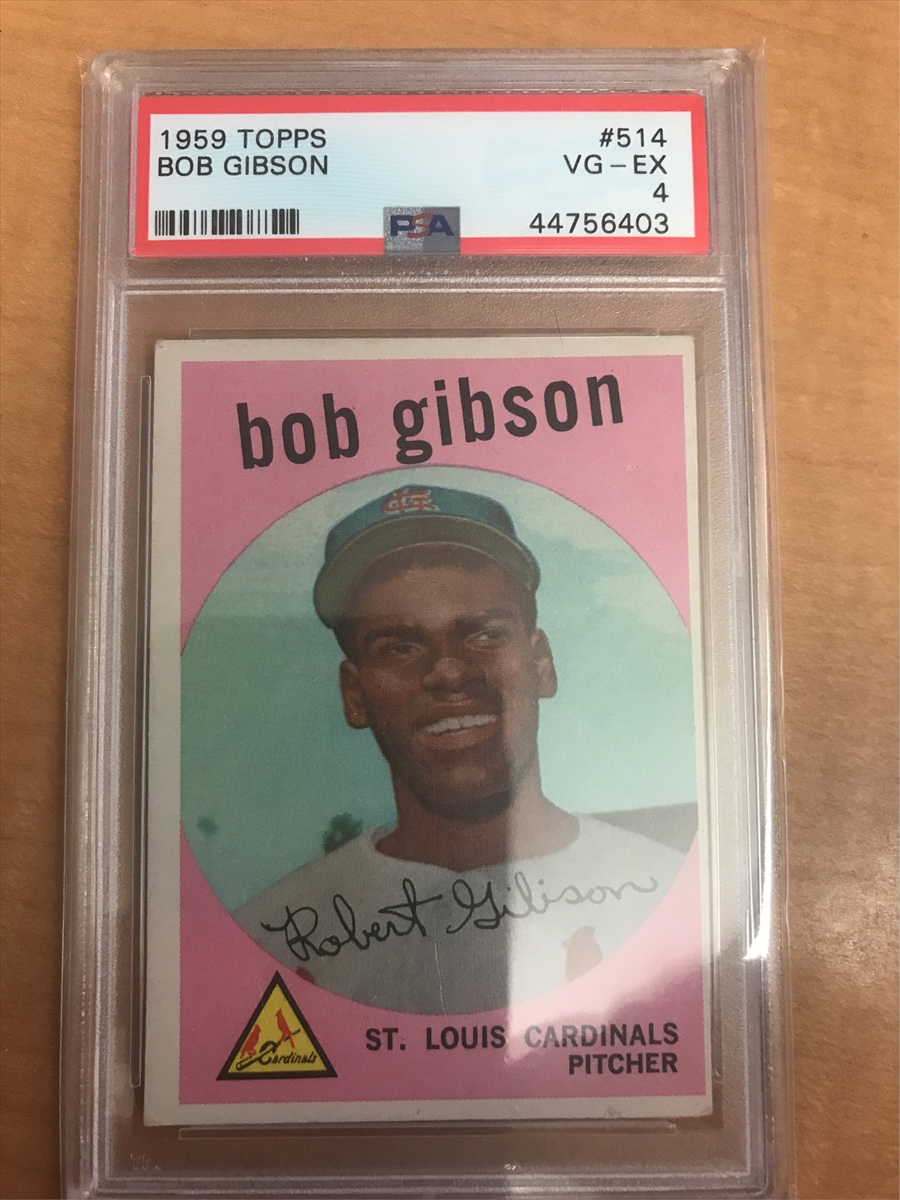 1959 TOPPS #514
BOB GIBSON VG - EX
4
PSA 44756403
bob gibson
Robert Gibson
Cardinals
ST. LOUIS CARDINALS
PITCHER